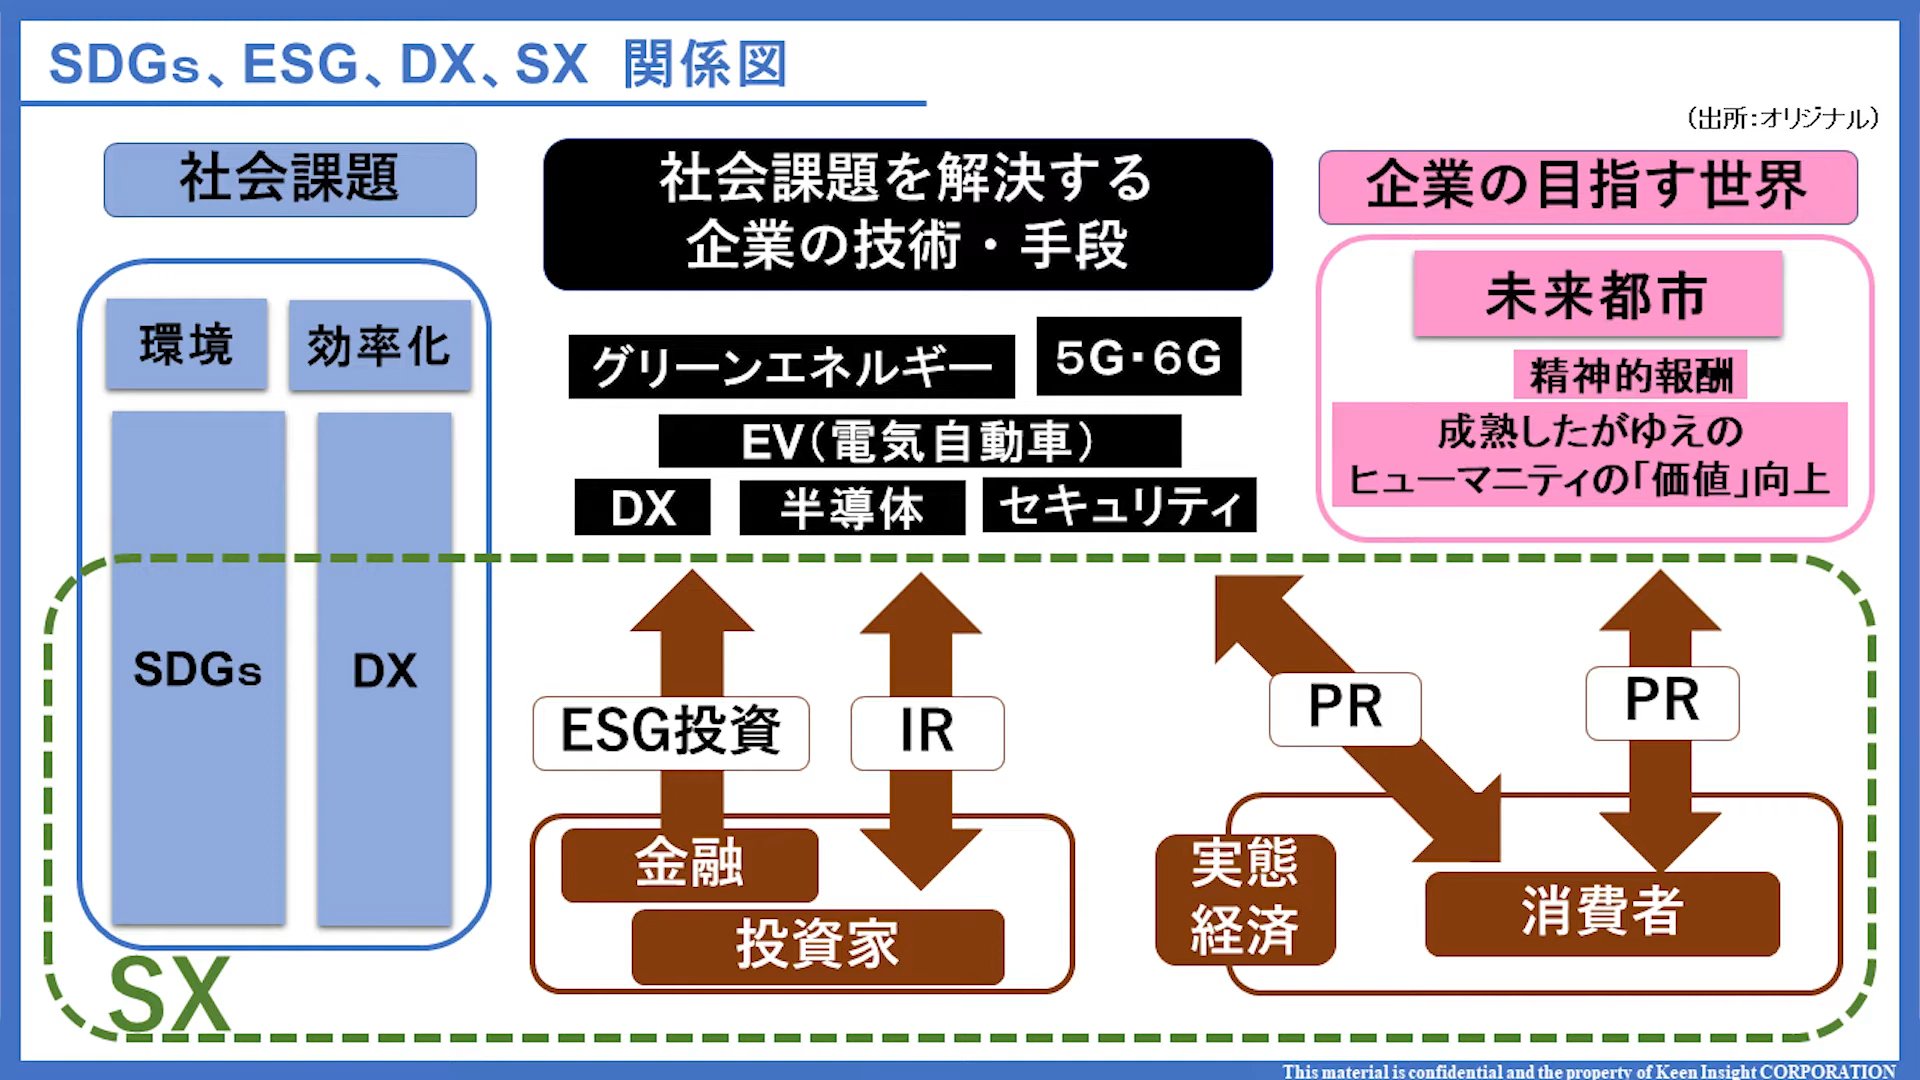 SDGs、ESG、DX、SX 関係図
（出所：オリジナル）
社会課題
環境
効率化
SDGs
DX
社会課題を解決する
企業の技術・手段
グリーンエネルギー
5G・6G
EV（電気自動車）
DX
半導体
セキュリティ
企業の目指す世界
未来都市
精神的報酬
成熟したがゆえの
ヒューマニティの「価値」向上
ESG投資
IR
PR
PR
金融
投資家
実態
経済
消費者
SX
This material is confidential and the property of Keen Insight CORPORATION